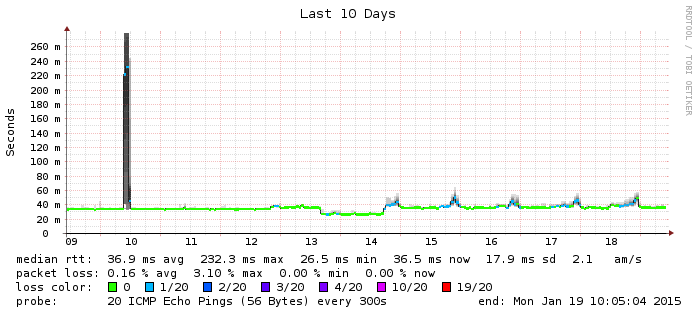 Last 10 Days
RRDTOOL / TOBI OETIKER
Seconds
260 m
240 m
220 m
200 m
180 m
160 m
140 m
120 m
100 m
80 m
60 m
40 m
20 m
0
09 10 11 12 13 14 15 16 17 18
median rtt: 36.9 ms avg 232.3 ms max 26.5 ms min 36.5 ms now 17.9 ms sd 2.1 am/s
packet loss: 0.16 % avg 3.10 % max 0.00 % min 0.00 % now
loss color: 0 1/20 2/20 3/20 4/20 10/20 19/20
probe: 20 ICMP Echo Pings (56 Bytes) every 300s end: Mon Jan 19 10:05:04 2015